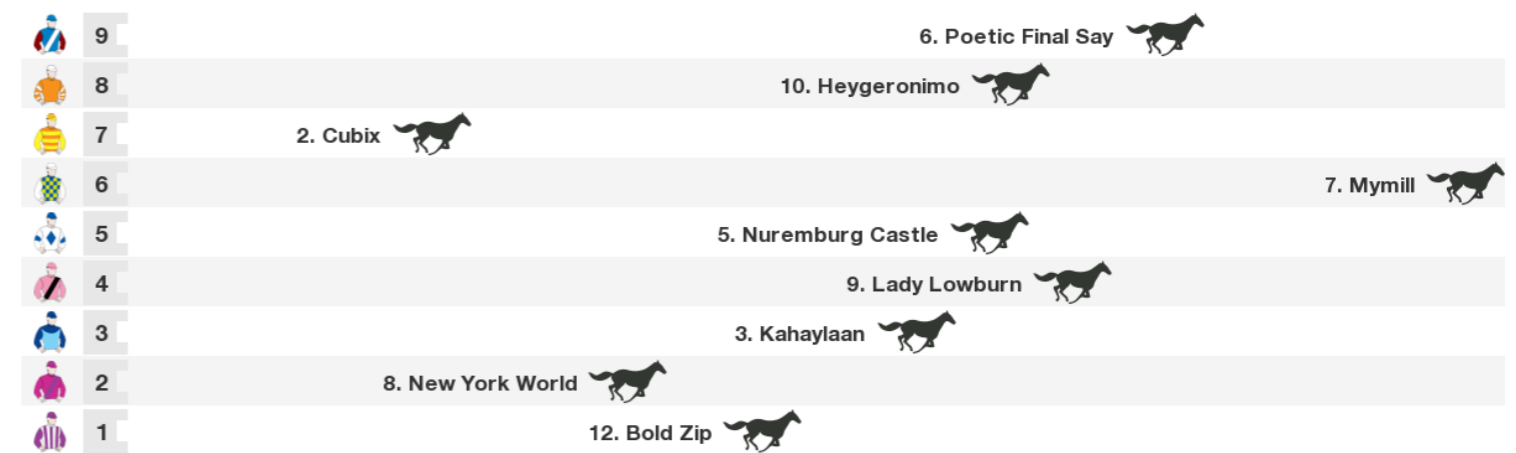 9 6. Poetic Final Say
8 10. Heygeronimo
7 2. Cubix
6 7. Mymill
5 5. Nuremburg Castle
4 9. Lady Lowburn
3 3. Kahaylaan
2 8. New York World
1 12. Bold Zip